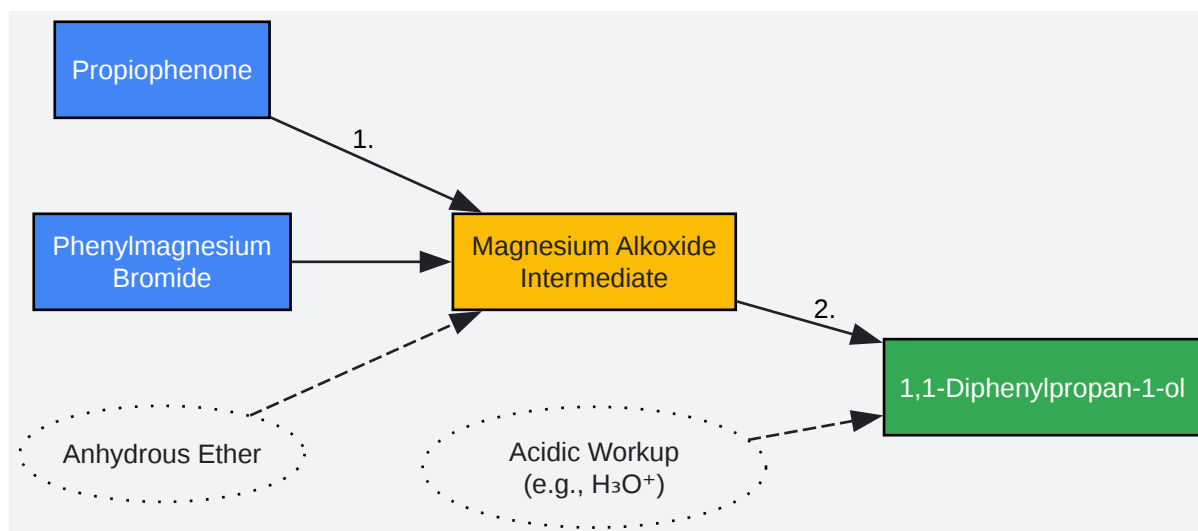 Propiophenone
1.
Phenylmagnesium
Bromide
Magnesium Alkoxide
Intermediate
2.
1,1-Diphenylpropan-1-ol
Anhydrous Ether
Acidic Workup
(e.g., H₃O⁺)